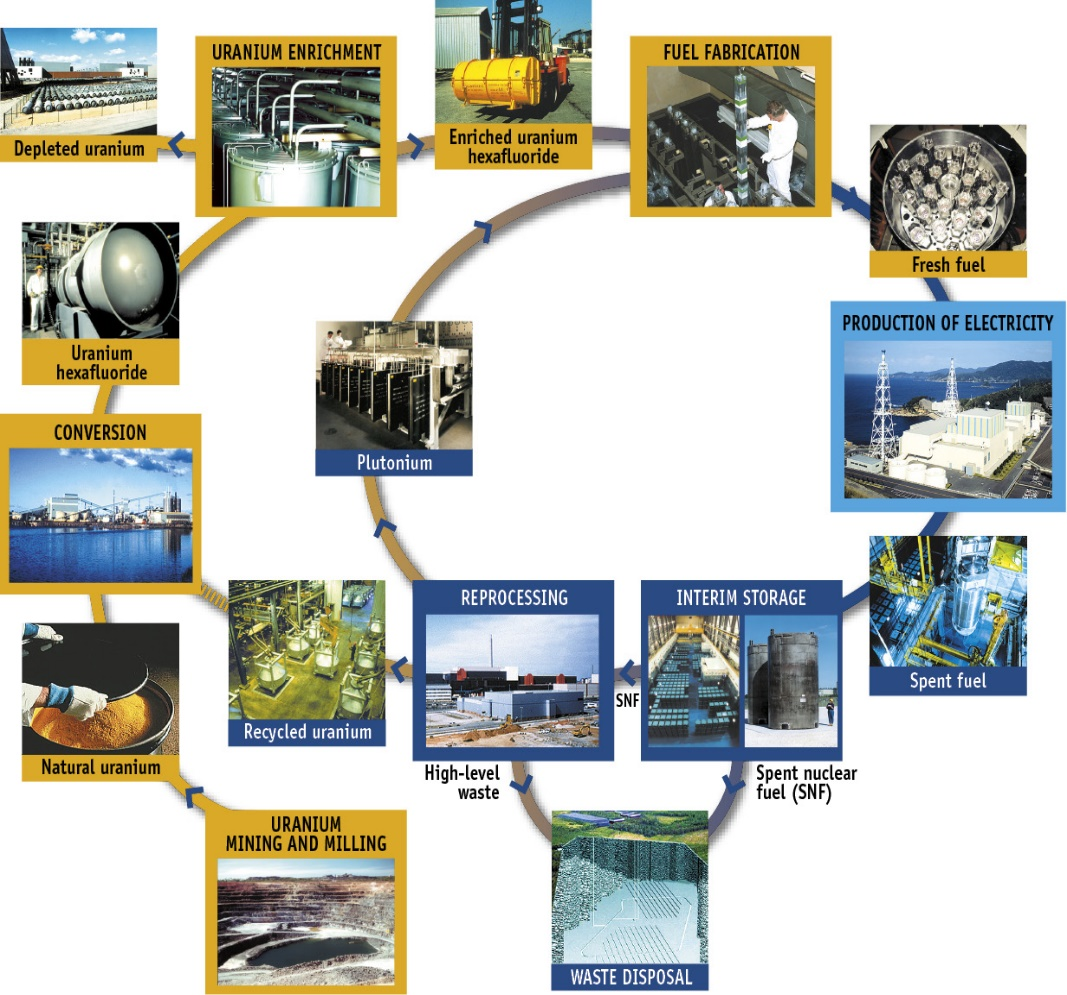 URANIUM ENRICHMENT
Depleted uranium
Enriched uranium
hexafluoride
FUEL FABRICATION
Fresh fuel
Uranium
hexafluoride
PRODUCTION OF ELECTRICITY
CONVERSION
Plutonium
Spent fuel
REPROCESSING
INTERIM STORAGE
SNF
Recycled uranium
Natural uranium
High-level
waste
Spent nuclear
fuel (SNF)
URANIUM
MINING AND MILLING
WASTE DISPOSAL